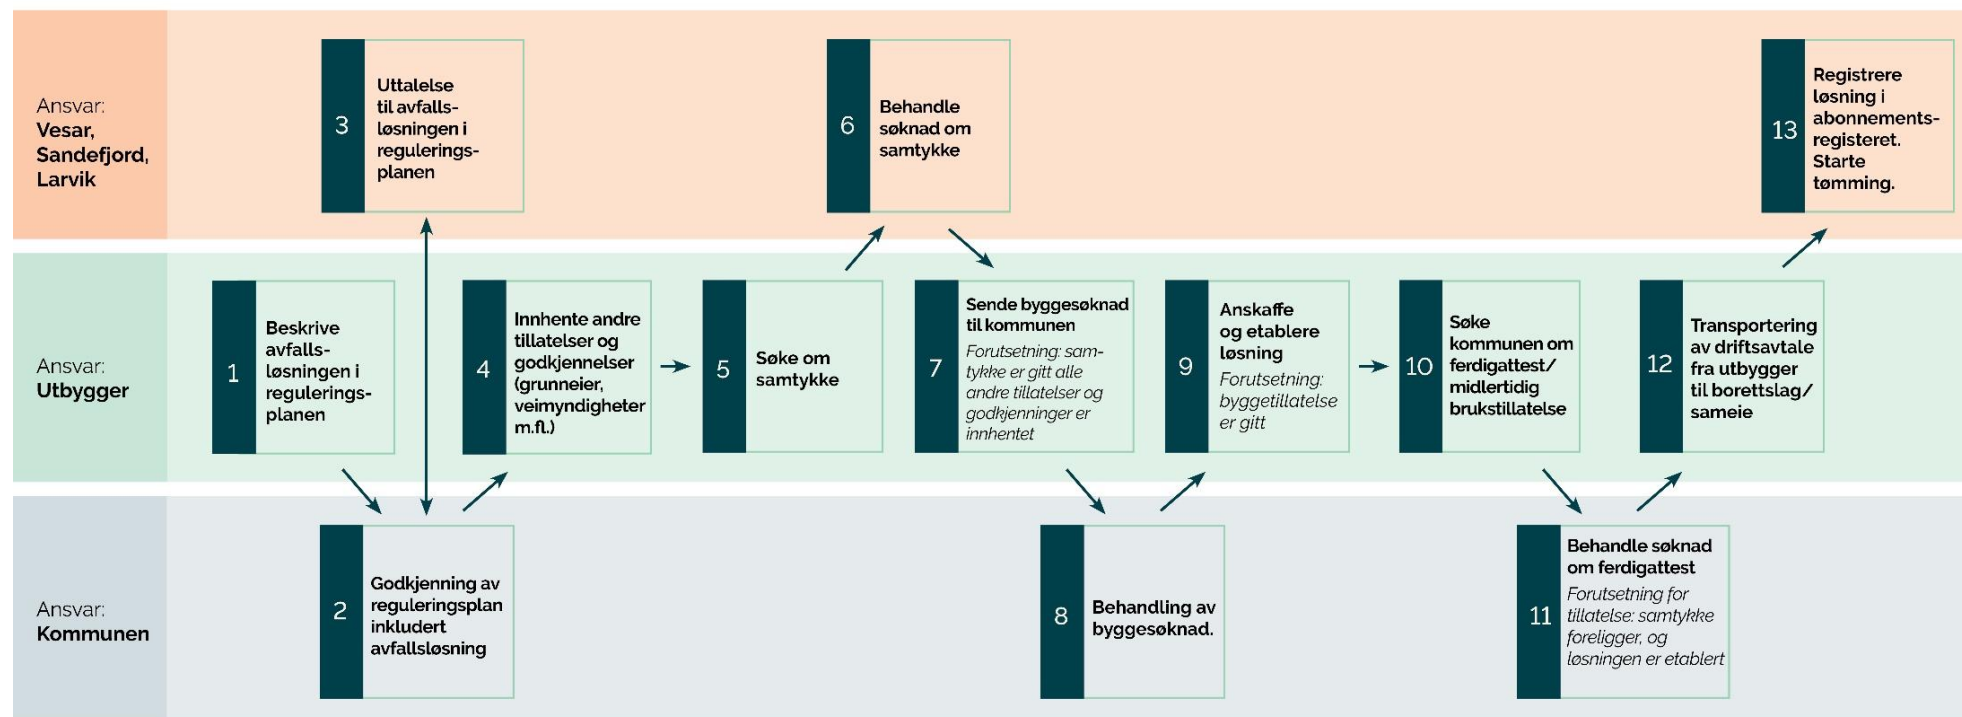 Ansvar:
Vesar,
Sandefjord,
Larvik
3
Uttalelse
til avfalls-
løsningen i
regulerings-
planen
6
Behandle
søknad om
samtykke
13
Registrere
løsning i
abonnements-
registeret.
Starte
tømming.
Ansvar:
Utbygger
1
Beskrive
avfalls-
løsningen i
regulerings-
planen
4
Innhente andre
tillatelser og
godkjennelser
(grunneier,
veimyndigheter
m.fl.)
5
Søke om
samtykke
7
Sende byggesøknad
til kommunen
Forutsetning: sam-
tykke er gitt alle
andre tillatelser og
godkjenninger er
innhentet
9
Anskaffe
og etablere
løsning
Forutsetning:
byggetillatelse
er gitt
10
Søke
kommunen om
ferdigattest/
midlertidig
brukstillatelse
12
Transportering
av driftsavtale
fra utbygger
til borettslag/
sameie
Ansvar:
Kommunen
2
Godkjenning av
reguleringsplan
inkludert
avfallsløsning
8
Behandling av
byggesøknad.
11
Behandle søknad
om ferdigattest
Forutsetning for
tillatelse: samtykke
foreligger, og
løsningen er etablert